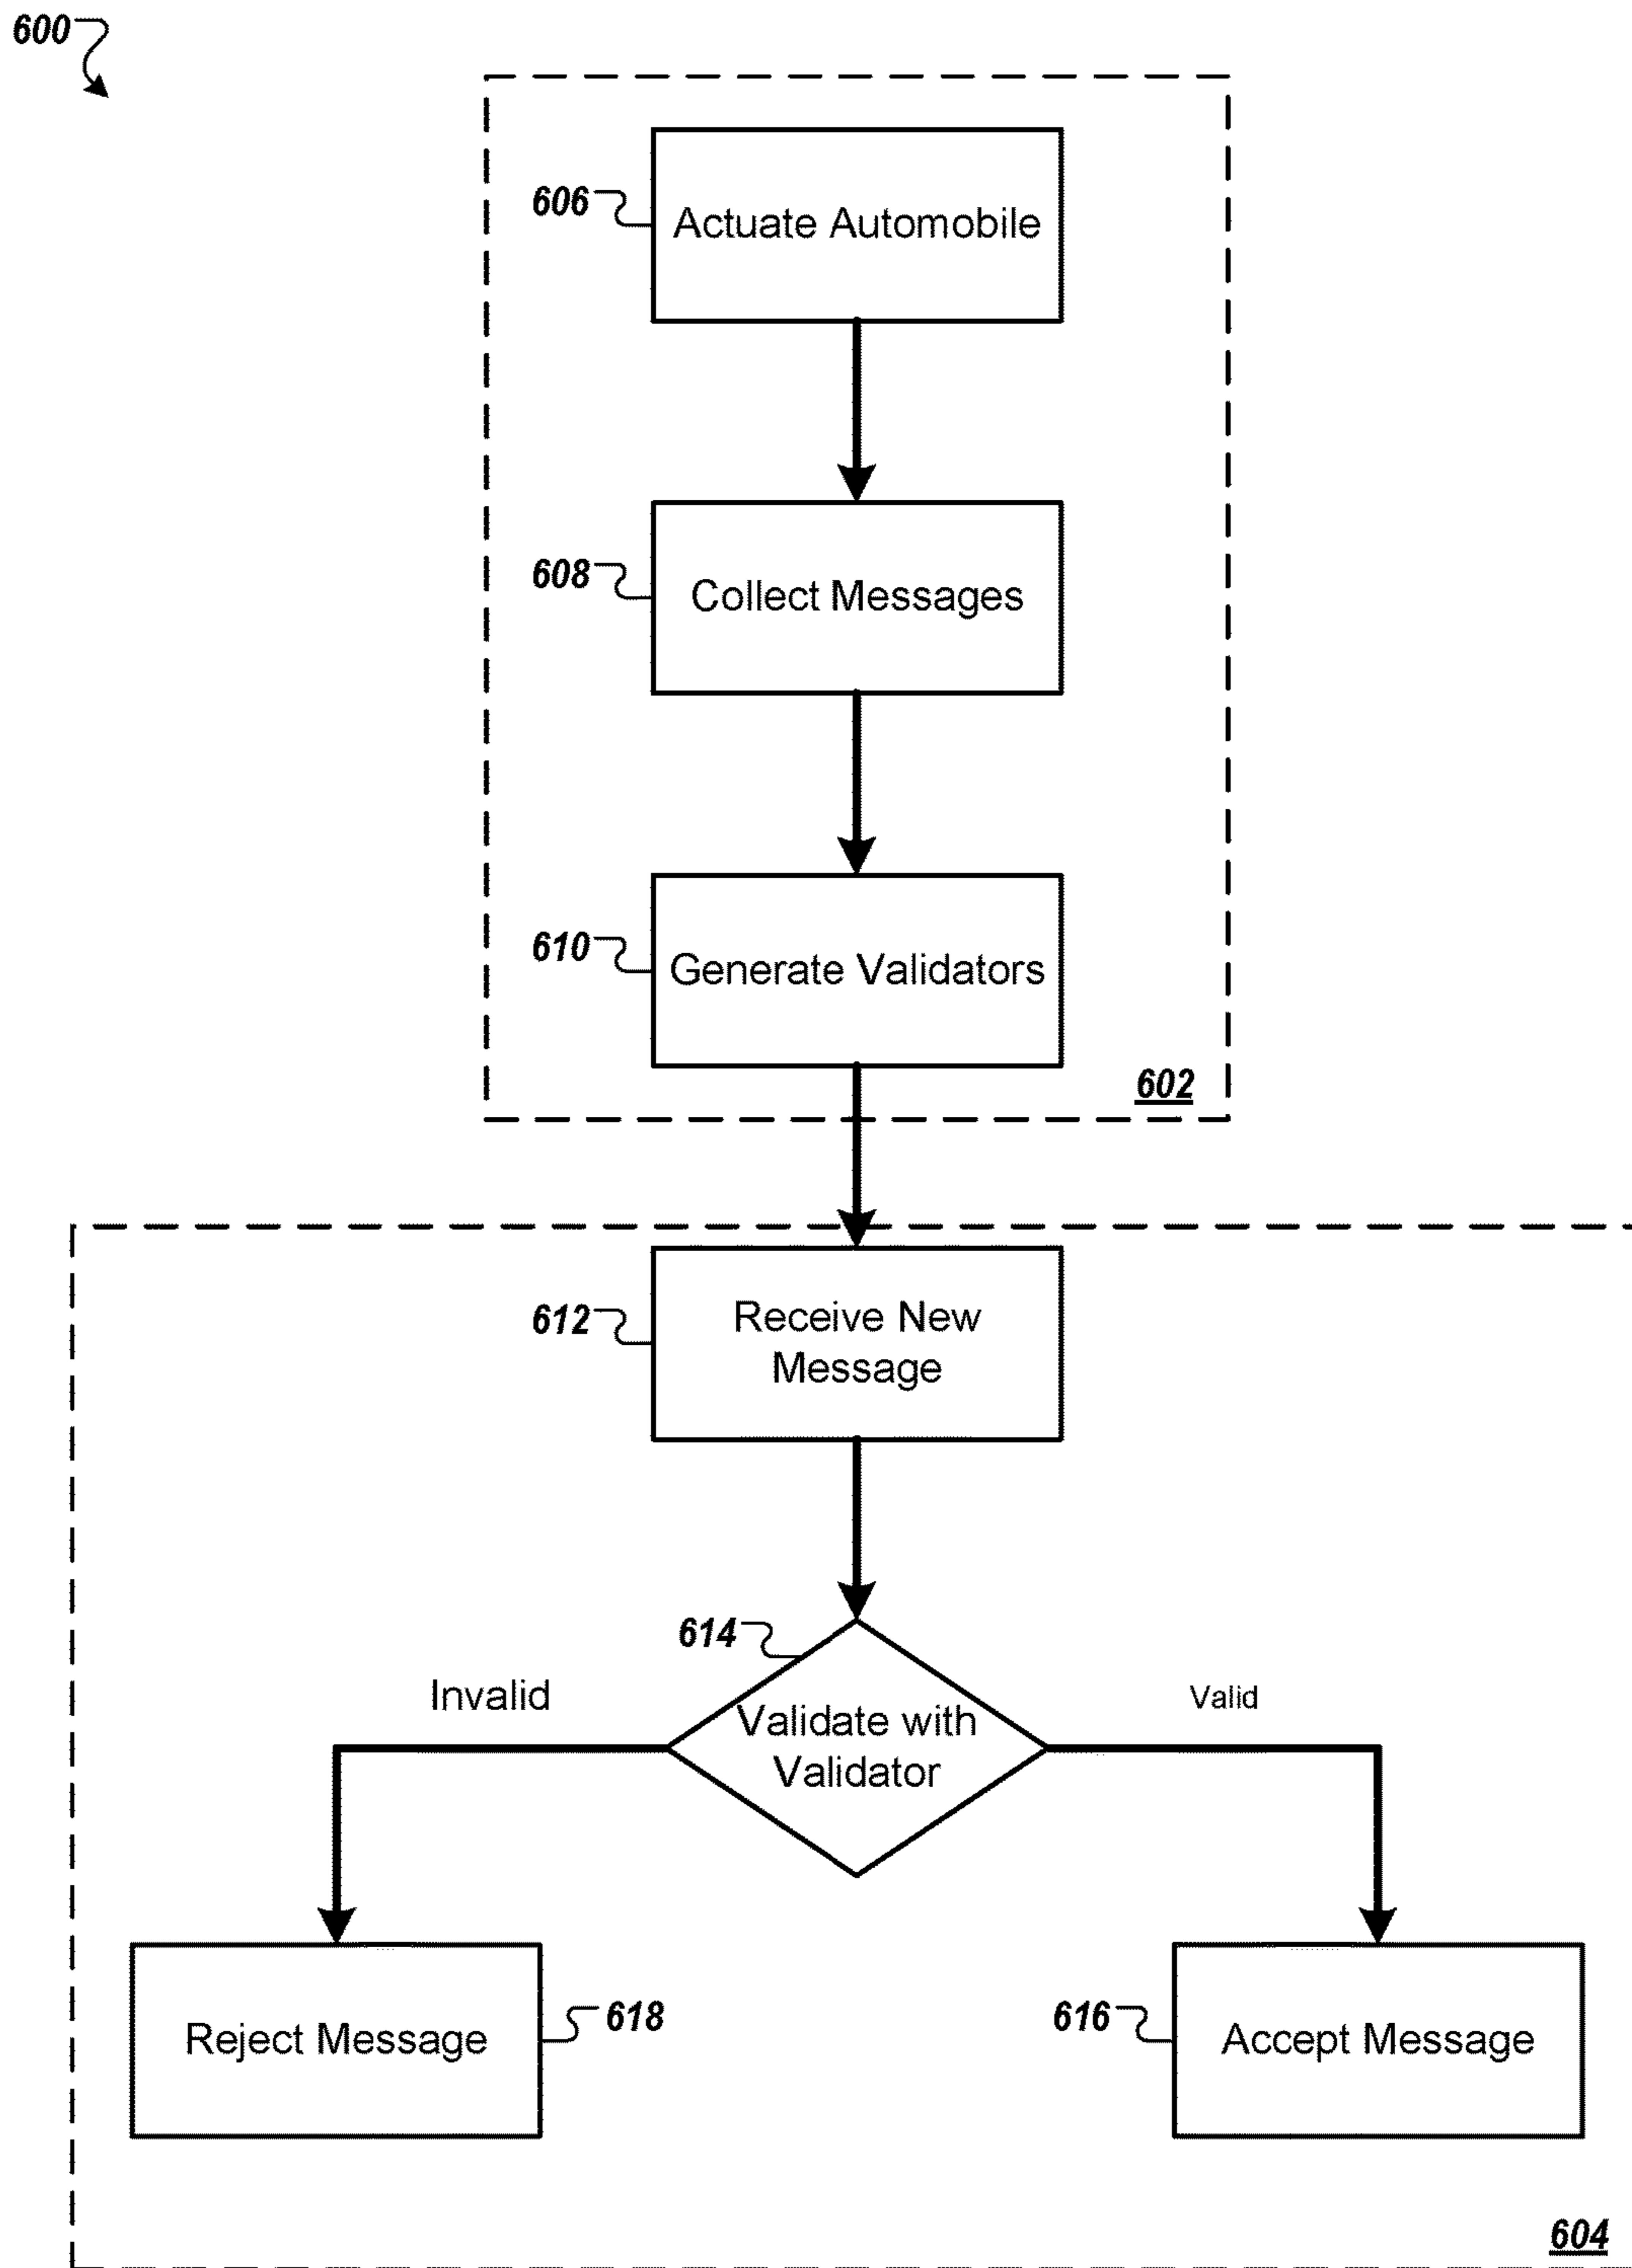 600
606
Actuate Automobile
608
Collect Messages
610
Generate Validators
602
612
Receive New
Message
614
Invalid
Valid
Validate with
Validator
Reject Message
618
616
Accept Message
604